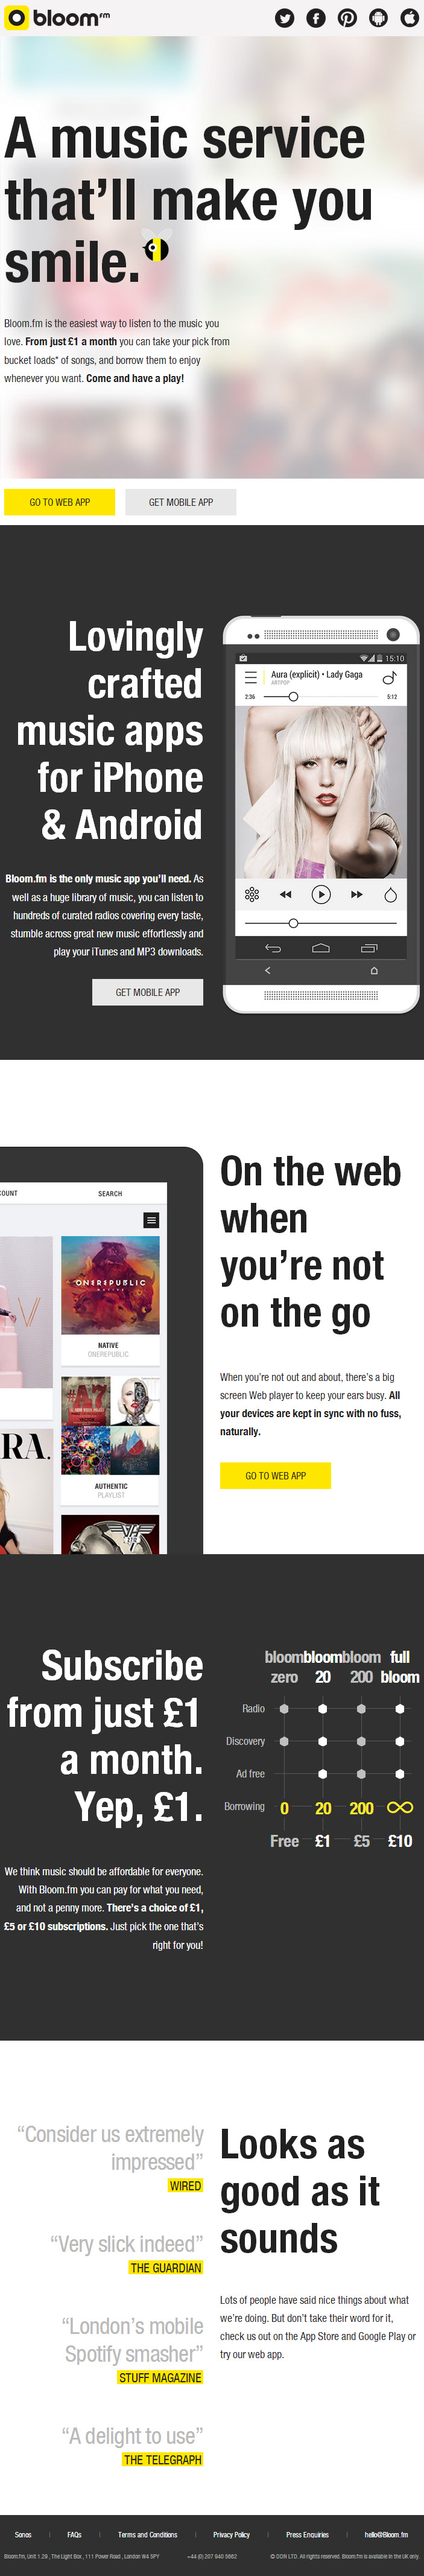 bloom fm
A music service
that'll make you
smile.
Bloom.fm is the easiest way to listen to the music you
love. From just £1 a month you can take your pick from
bucket loads* of songs, and borrow them to enjoy
whenever you want. Come and have a play!
GO TO WEB APP
GET MOBILE APP
Lovingly
crafted
music apps
for iPhone
& Android
Bloom.fm is the only music app you'll need. As
well as a huge library of music, you can listen to
hundreds of curated radios covering every taste,
stumble across great new music effortlessly and
play your iTunes and MP3 downloads.
GET MOBILE APP
15:10
Aura (explicit) • Lady Gaga
ARTPOP
2:36
5:12
On the web
when
you're not
on the go
When you're not out and about, there's a big
screen Web player to keep your ears busy. All
your devices are kept in sync with no fuss,
naturally.
GO TO WEB APP
COUNT
SEARCH
ONEREPUBLIC
NATIVE
NATIVE
ONEREPUBLIC
RA.
AUTHENTIC
PLAYLIST
Subscribe
from just £1
a month.
Yep, £1.
We think music should be affordable for everyone.
With Bloom.fm you can pay for what you need,
and not a penny more. There's a choice of £1,
£5 or £10 subscriptions. Just pick the one that's
right for you!
bloom bloom bloom full
zero 20 200 bloom
Radio
Discovery
Ad free
Borrowing 0 20 200 ∞
Free £1 £5 £10
“Consider us extremely
impressed”
WIRED
“Very slick indeed”
THE GUARDIAN
“London's mobile
Spotify smasher”
STUFF MAGAZINE
“A delight to use”
THE TELEGRAPH
Looks as
good as it
sounds
Lots of people have said nice things about what
we're doing. But don't take their word for it,
check us out on the App Store and Google Play or
try our web app.
Sonos | FAQs | Terms and Conditions | Privacy Policy | Press Enquiries | hello@Bloom.fm
Bloom.fm, Unit 1.29 , The Light Box , 111 Power Road , London W4 5PY
+44 (0) 207 940 5662
© DON LTD. All rights reserved. Bloom.fm is available in the UK only.